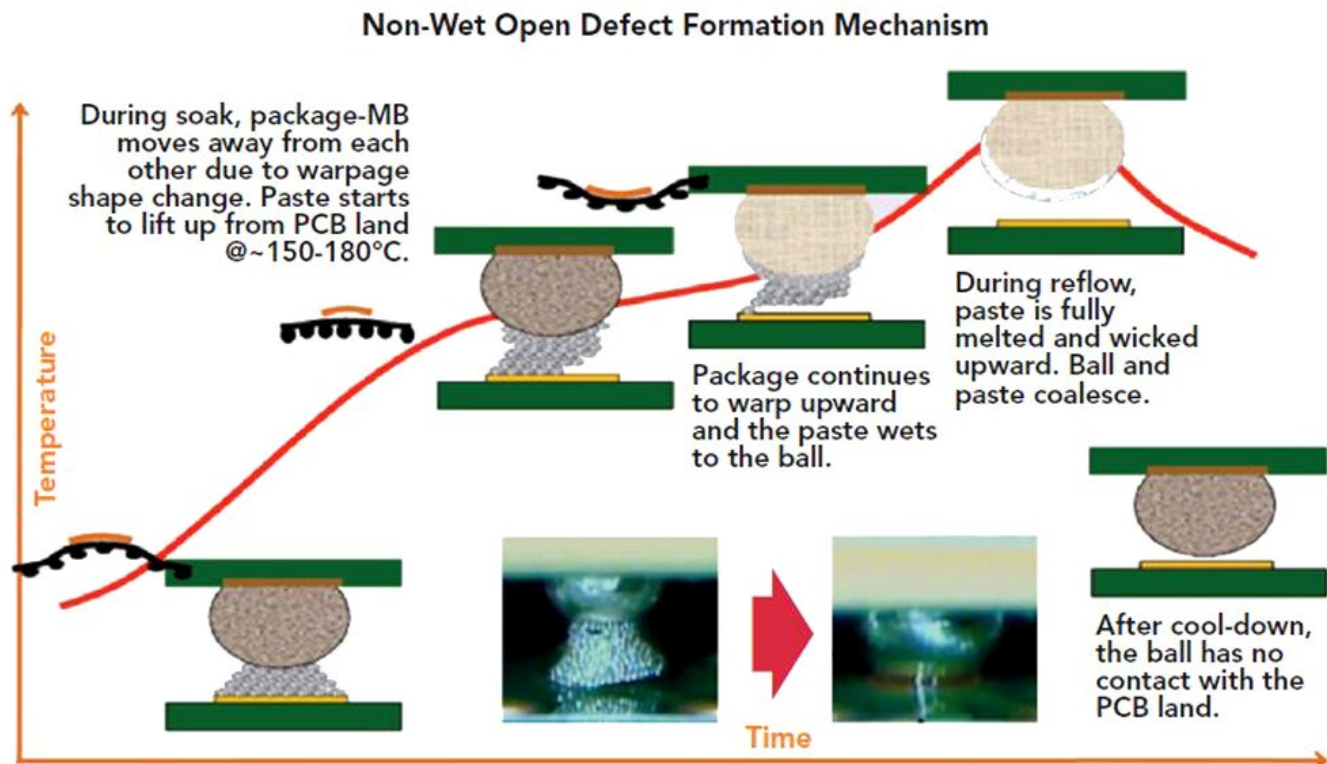 Non-Wet Open Defect Formation Mechanism
During soak, package-MB
moves away from each
other due to warpage
shape change. Paste starts
to lift up from PCB land
@~150-180°C.
Package continues
to warp upward
and the paste wets
to the ball.
During reflow,
paste is fully
melted and wicked
upward. Ball and
paste coalesce.
After cool-down,
the ball has no
contact with the
PCB land.
Temperature
Time